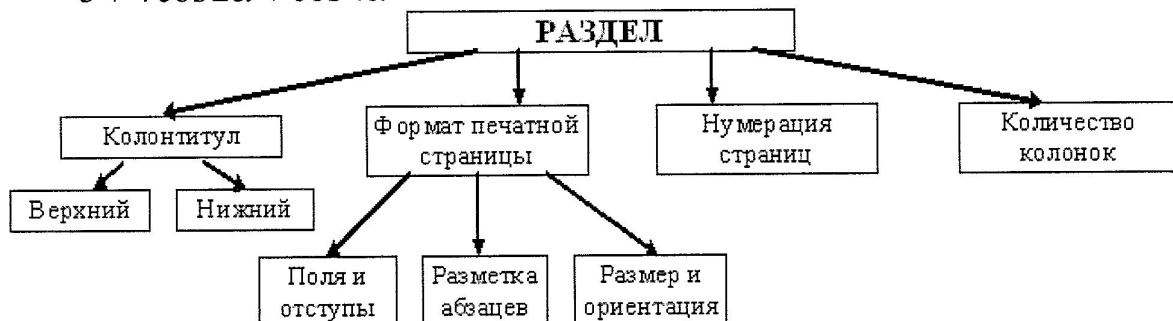 РАЗДЕЛ
Колонтитул
Формат печатной
страницы
Нумерация
страниц
Количество
колонок
Верхний
Нижний
Поля и
отступы
Разметка
абзацев
Размер и
ориентация